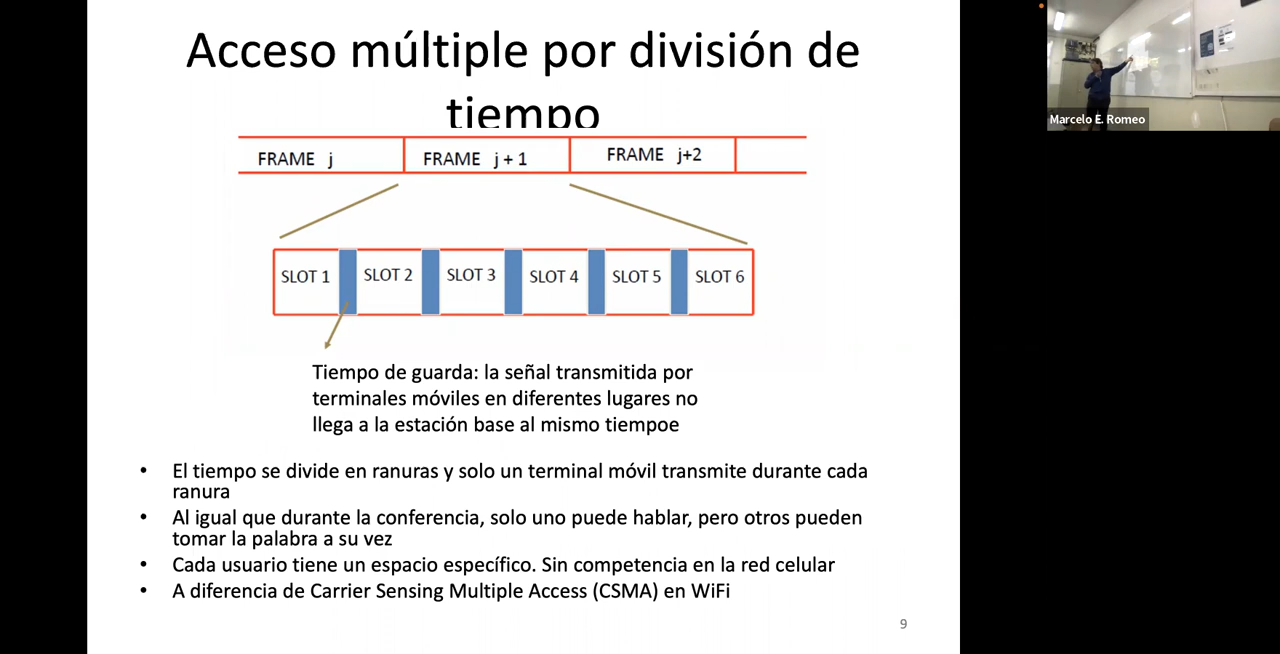 Acceso múltiple por división de
tiempo
FRAME j
FRAME j + 1
FRAME j+2
SLOT 1
SLOT 2
SLOT 3
SLOT 4
SLOT 5
SLOT 6
Tiempo de guarda: la señal transmitida por
terminales móviles en diferentes lugares no
llega a la estación base al mismo tiempoe
• El tiempo se divide en ranuras y solo un terminal móvil transmite durante cada
ranura
• Al igual que durante la conferencia, solo uno puede hablar, pero otros pueden
tomar la palabra a su vez
• Cada usuario tiene un espacio específico. Sin competencia en la red celular
• A diferencia de Carrier Sensing Multiple Access (CSMA) en WiFi
9
Marcelo E. Romeo